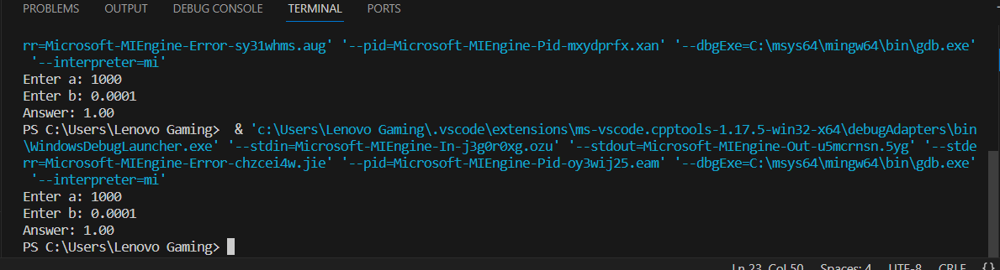 PROBLEMS OUTPUT DEBUG CONSOLE TERMINAL PORTS
rr=Microsoft-MIEngine-Error-sy31whms.aug' '--pid=Microsoft-MIEngine-Pid-mxydprfx.xan' '--dbgExe=C:\msys64\mingw64\bin\gdb.exe'
'--interpreter=mi'
Enter a: 1000
Enter b: 0.0001
Answer: 1.00
PS C:\Users\Lenovo Gaming>  & 'c:\Users\Lenovo Gaming\.vscode\extensions\ms-vscode.cpptools-1.17.5-win32-x64\debugAdapters\bin
\WindowsDebugLauncher.exe' '--stdin=Microsoft-MIEngine-In-j3g0r0xg.ozu' '--stdout=Microsoft-MIEngine-Out-u5mcrnsn.5yg' '--stde
rr=Microsoft-MIEngine-Error-chzcei4w.jie' '--pid=Microsoft-MIEngine-Pid-oy3wij25.eam' '--dbgExe=C:\msys64\mingw64\bin\gdb.exe'
'--interpreter=mi'
Enter a: 1000
Enter b: 0.0001
Answer: 1.00
PS C:\Users\Lenovo Gaming>
Ln 23, Col 50 Spaces: 4 UTF-8 CRLF {}